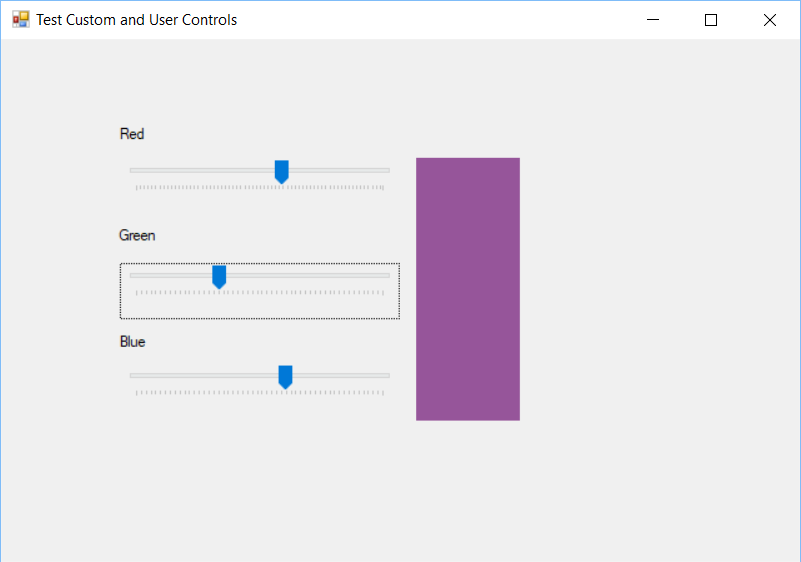 Test Custom and User Controls
Red
Green
Blue